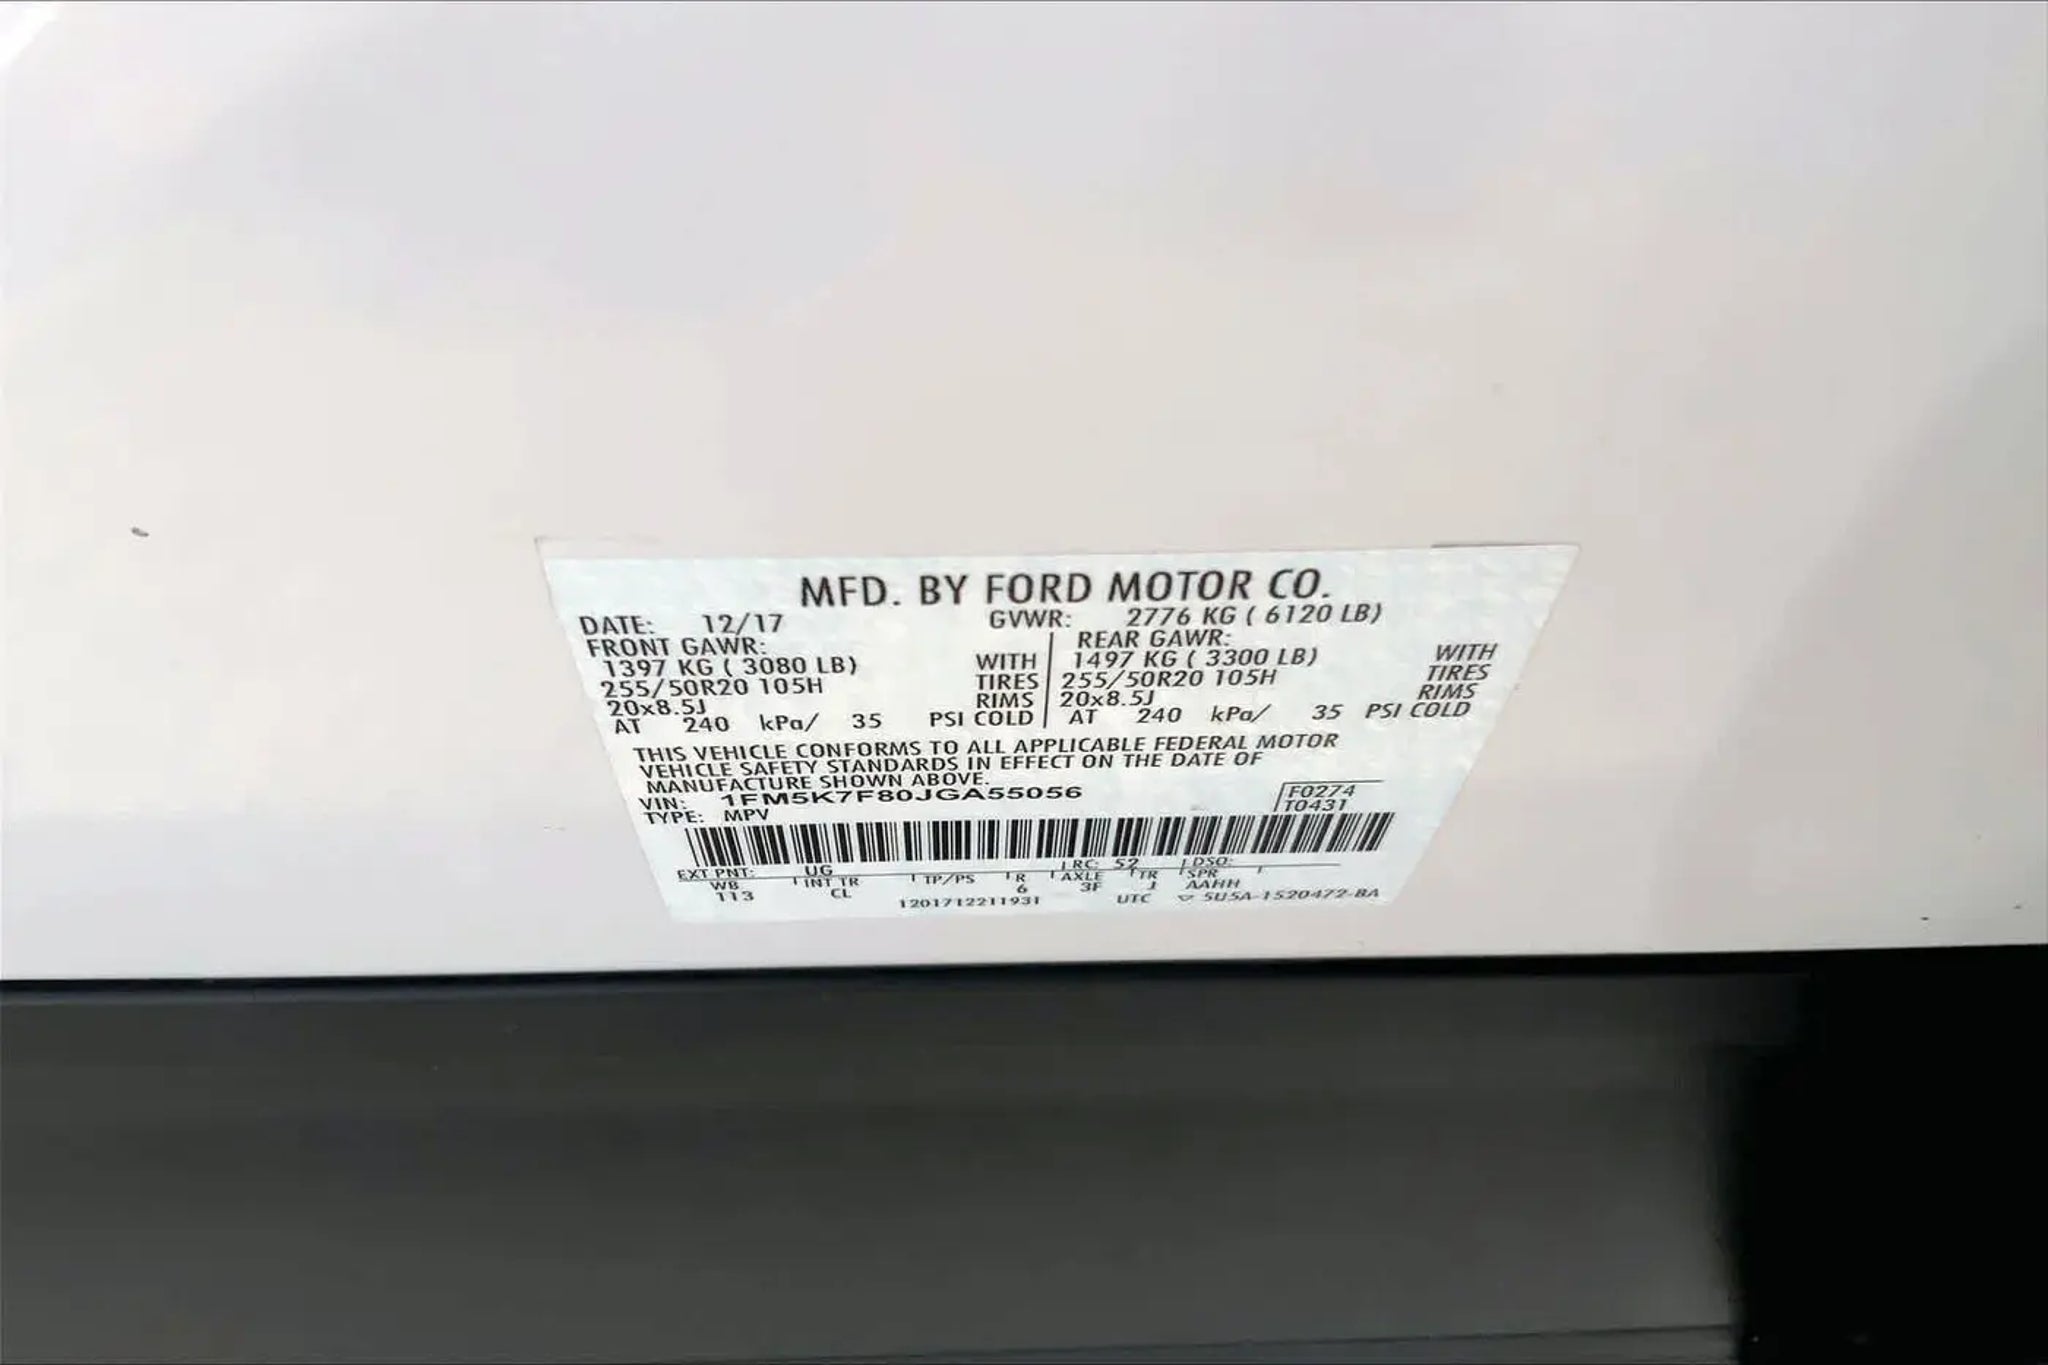 MFD. BY FORD MOTOR CO.
DATE: 12/17 GVWR: 2776 KG ( 6120 LB)
FRONT GAWR: REAR GAWR:
1397 KG ( 3080 LB) WITH 1497 KG ( 3300 LB) WITH
255/50R20 105H TIRES 255/50R20 105H TIRES
20x8.5J RIMS 20x8.5J RIMS
AT 240 kPa/ 35 PSI COLD AT 240 kPa/ 35 PSI COLD
THIS VEHICLE CONFORMS TO ALL APPLICABLE FEDERAL MOTOR
VEHICLE SAFETY STANDARDS IN EFFECT ON THE DATE OF
MANUFACTURE SHOWN ABOVE.
VIN: 1FM5K7F80JGA55056 F0274
TYPE: MPV T0431
EXT PNT: UG RC: 52 DSO:
WB INT TR TP/PS R AXLE TR SPR
113 CL 6 3F J AAHH
1201712211931 UTC ▽ 5U5A-1520472-BA